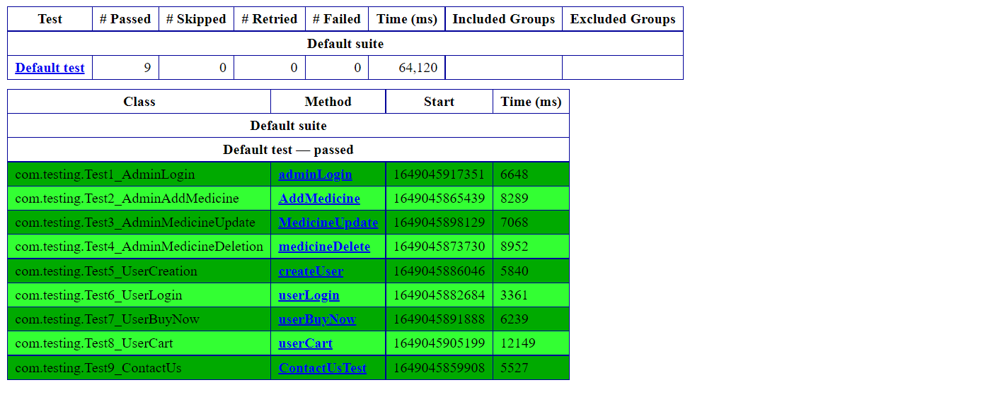 Test # Passed # Skipped # Retried # Failed Time (ms) Included Groups Excluded Groups
Default suite
Default test 9 0 0 0 64,120
Class Method Start Time (ms)
Default suite
Default test — passed
com.testing.Test1_AdminLogin adminLogin 1649045917351 6648
com.testing.Test2_AdminAddMedicine AddMedicine 1649045865439 8289
com.testing.Test3_AdminMedicineUpdate MedicineUpdate 1649045898129 7068
com.testing.Test4_AdminMedicineDeletion medicineDelete 1649045873730 8952
com.testing.Test5_UserCreation createUser 1649045886046 5840
com.testing.Test6_UserLogin userLogin 1649045882684 3361
com.testing.Test7_UserBuyNow userBuyNow 1649045891888 6239
com.testing.Test8_UserCart userCart 1649045905199 12149
com.testing.Test9_ContactUs ContactUsTest 1649045859908 5527